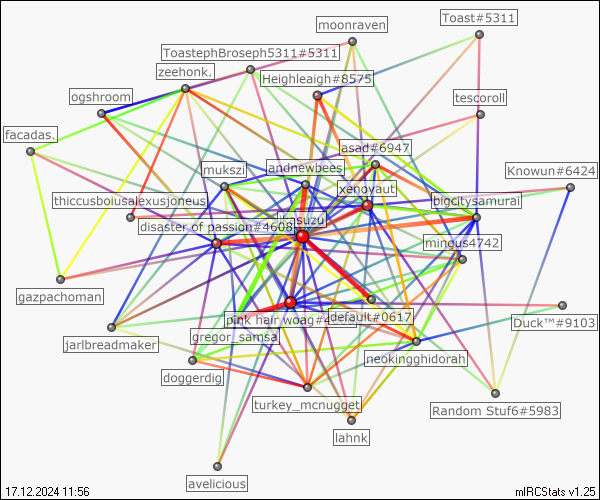 moonraven
Toast#5311
ToastephBroseph5311#5311
zeehonk.
Heighleaigh#8575
ogshroom
tescoroll
facadas.
asad#6947
mukszi
andnewbees
Knowun#6424
xenoyaut
thiccusboiusalexusjoneus
bigcitysamurai
disaster of passion#4608
mingus4742
gazpachoman
default#0617
Duck™#9103
pink hair woag#
gregor_samsa
jarlbreadmaker
neokingghidorah
doggerdig
turkey_mcnugget
Random Stuf6#5983
lahnk
avelicious
17.12.2024 11:56
mIRCStats v1.25